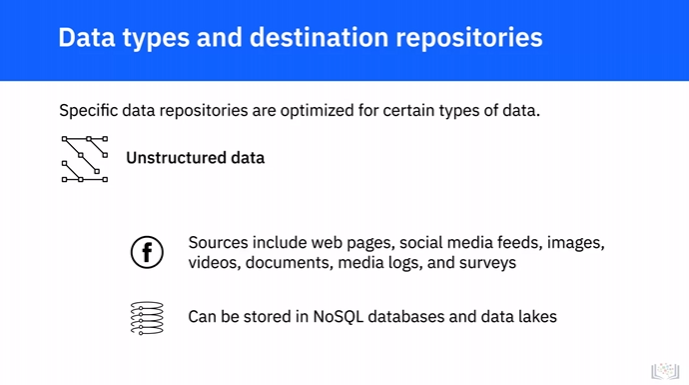 Data types and destination repositories
Specific data repositories are optimized for certain types of data.
Unstructured data
f
Sources include web pages, social media feeds, images,
videos, documents, media logs, and surveys
Can be stored in NoSQL databases and data lakes